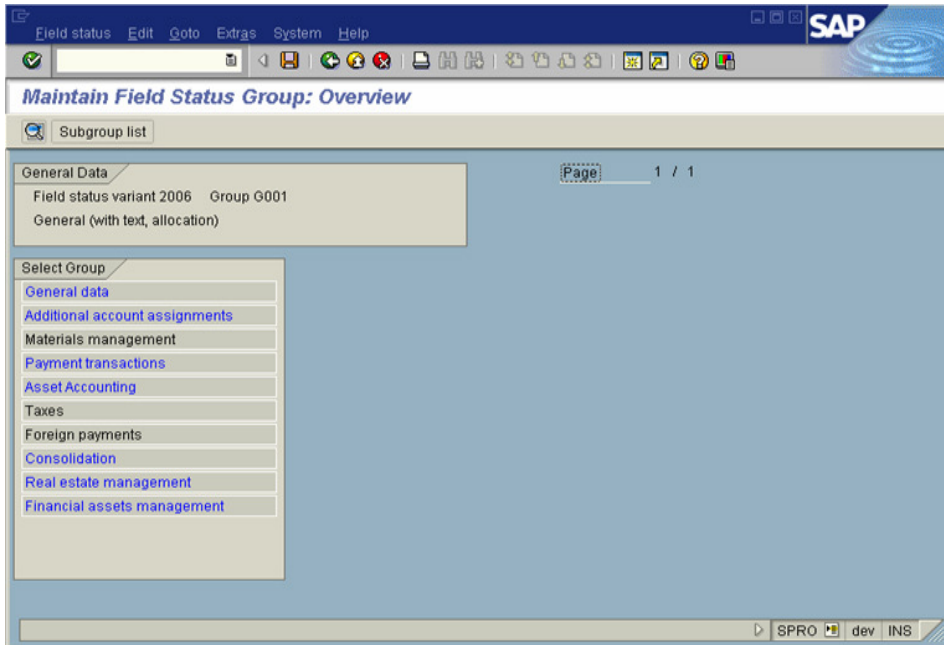 Field status Edit Goto Extras System Help
SAP
Maintain Field Status Group: Overview
Subgroup list
General Data
Page 1 / 1
Field status variant 2006 Group G001
General (with text, allocation)
Select Group
General data
Additional account assignments
Materials management
Payment transactions
Asset Accounting
Taxes
Foreign payments
Consolidation
Real estate management
Financial assets management
SPRO dev INS